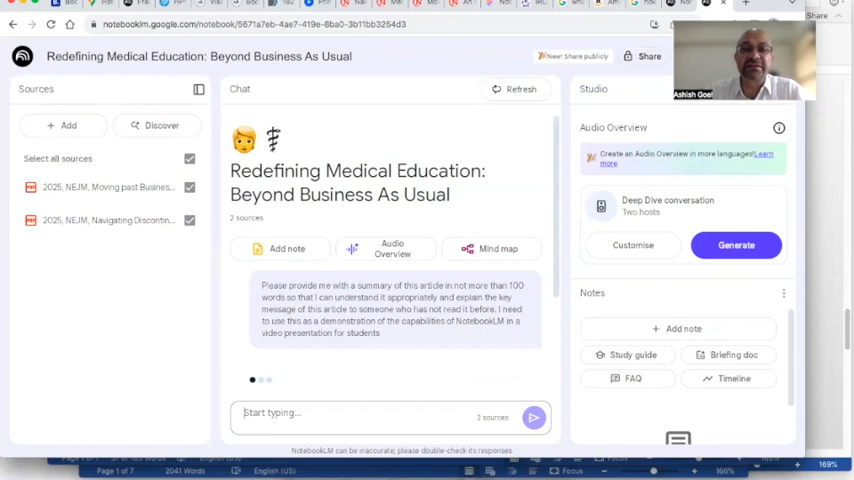 notebooklm.google.com/notebook/5671a7eb-4ae7-419e-8ba0-3b11bb3254d3
Redefining Medical Education: Beyond Business As Usual
New! Share publicly
Share
Ashish Goel
Sources
Add
Discover
Select all sources
PDF 2025, NEJM, Moving past Busines...
PDF 2025, NEJM, Navigating Discontin...
Chat
Refresh
Redefining Medical Education:
Beyond Business As Usual
2 sources
Add note
Audio
Overview
Mind map
Please provide me with a summary of this article in not more than 100
words so that I can understand it appropriately and explain the key
message of this article to someone who has not read it before. I need
to use this as a demonstration of the capabilities of NotebookLM in a
video presentation for students
Start typing...
2 sources
Studio
Audio Overview
Create an Audio Overview in more languages! Learn
more
Deep Dive conversation
Two hosts
Customise
Generate
Notes
Add note
Study guide
Briefing doc
FAQ
Timeline
NotebookLM can be inaccurate; please double-check its responses.
169%
Page 1 of 7
2041 Words
English (US)
Focus
166%